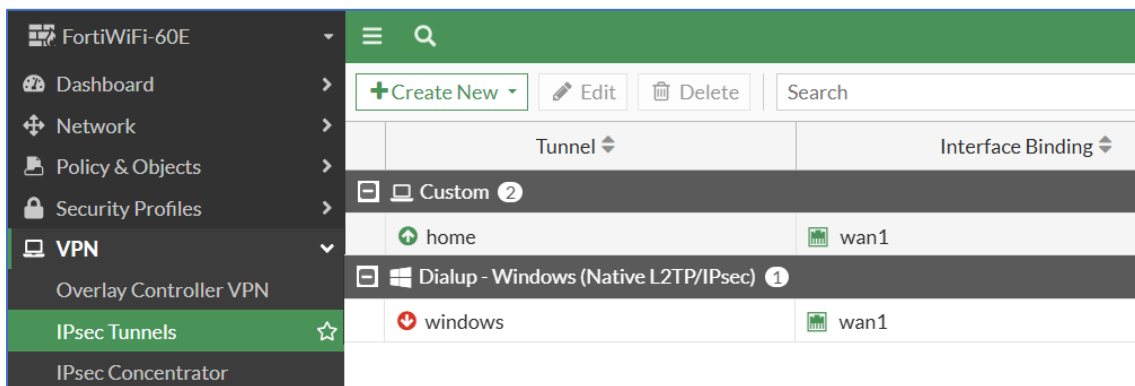 FortiWiFi-60E
Dashboard
Network
Policy & Objects
Security Profiles
VPN
Overlay Controller VPN
IPsec Tunnels
IPsec Concentrator
Create New Edit Delete Search
Tunnel Interface Binding
Custom 2
home wan1
Dialup - Windows (Native L2TP/IPsec) 1
windows wan1